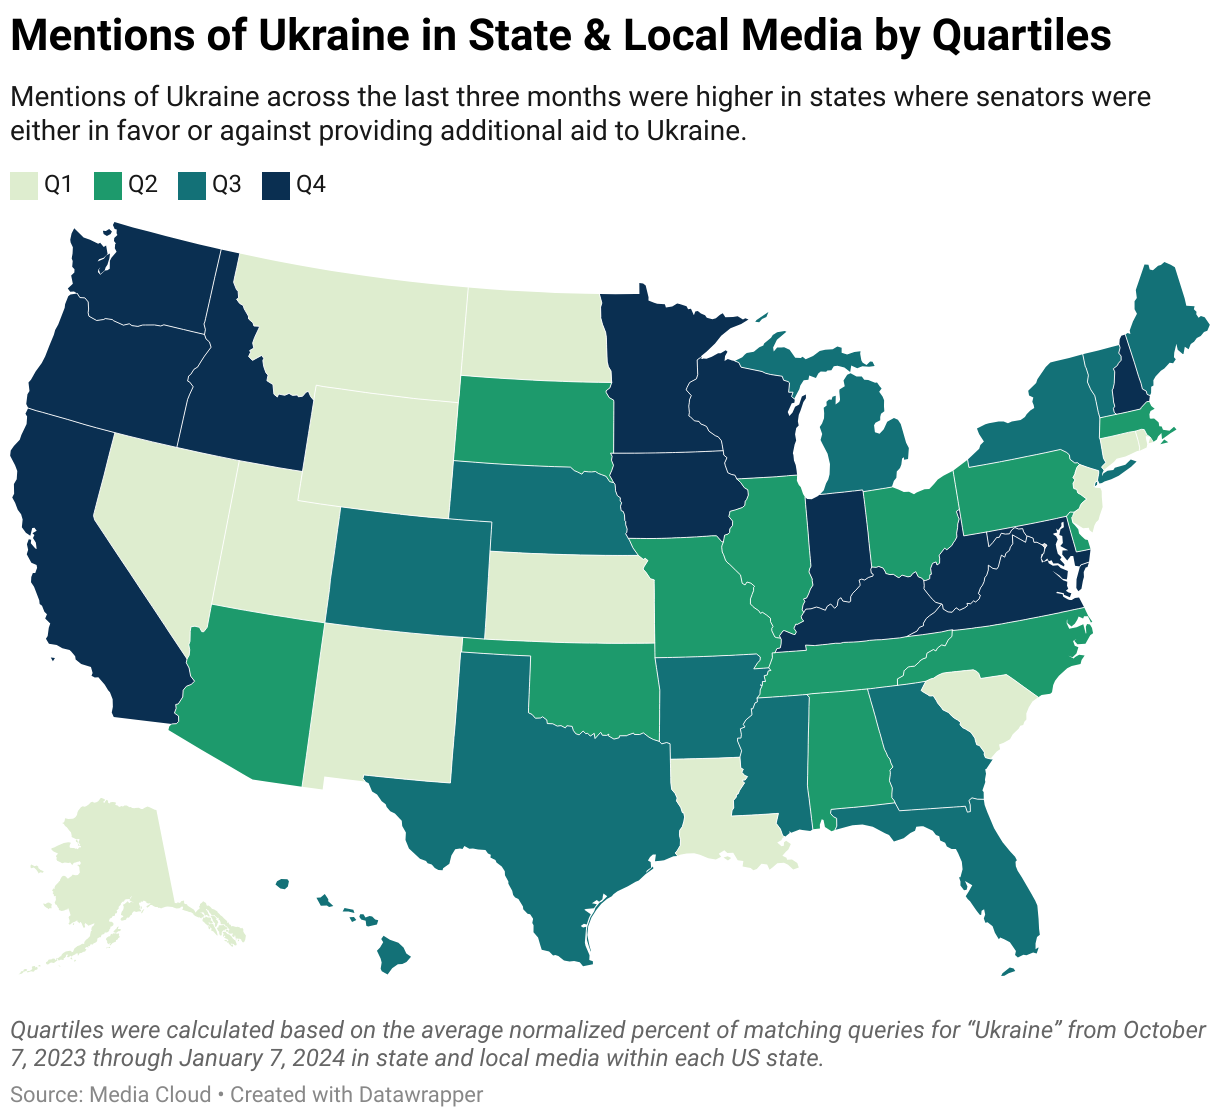 Mentions of Ukraine in State & Local Media by Quartiles
Mentions of Ukraine across the last three months were higher in states where senators were
either in favor or against providing additional aid to Ukraine.
Q1 Q2 Q3 Q4
Quartiles were calculated based on the average normalized percent of matching queries for “Ukraine” from October
7, 2023 through January 7, 2024 in state and local media within each US state.
Source: Media Cloud • Created with Datawrapper